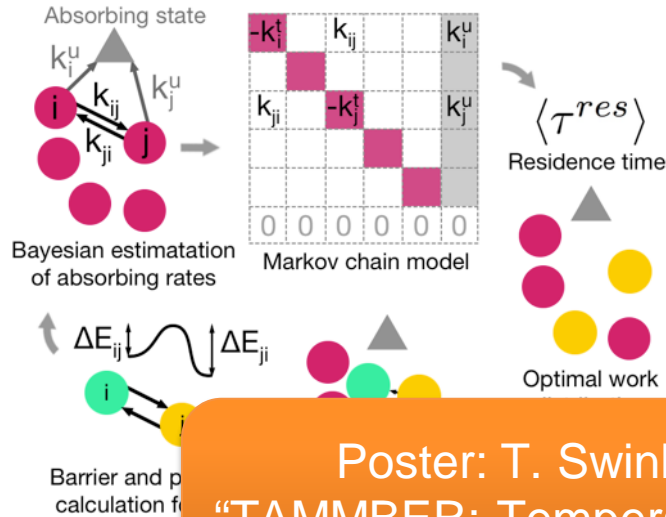 Absorbing state
k_i^u
k_j^u
k_ij
i
j
k_ji
Bayesian estimatation
of absorbing rates
-k_i^t k_ij k_i^u
k_ji -k_j^t k_j^u
0 0 0 0 0 0
Markov chain model
⟨τ^res⟩
Residence time
Optimal work
ΔE_ij ΔE_ji
i
Barrier and
calculation
Poster: T.
“TAMMBER: